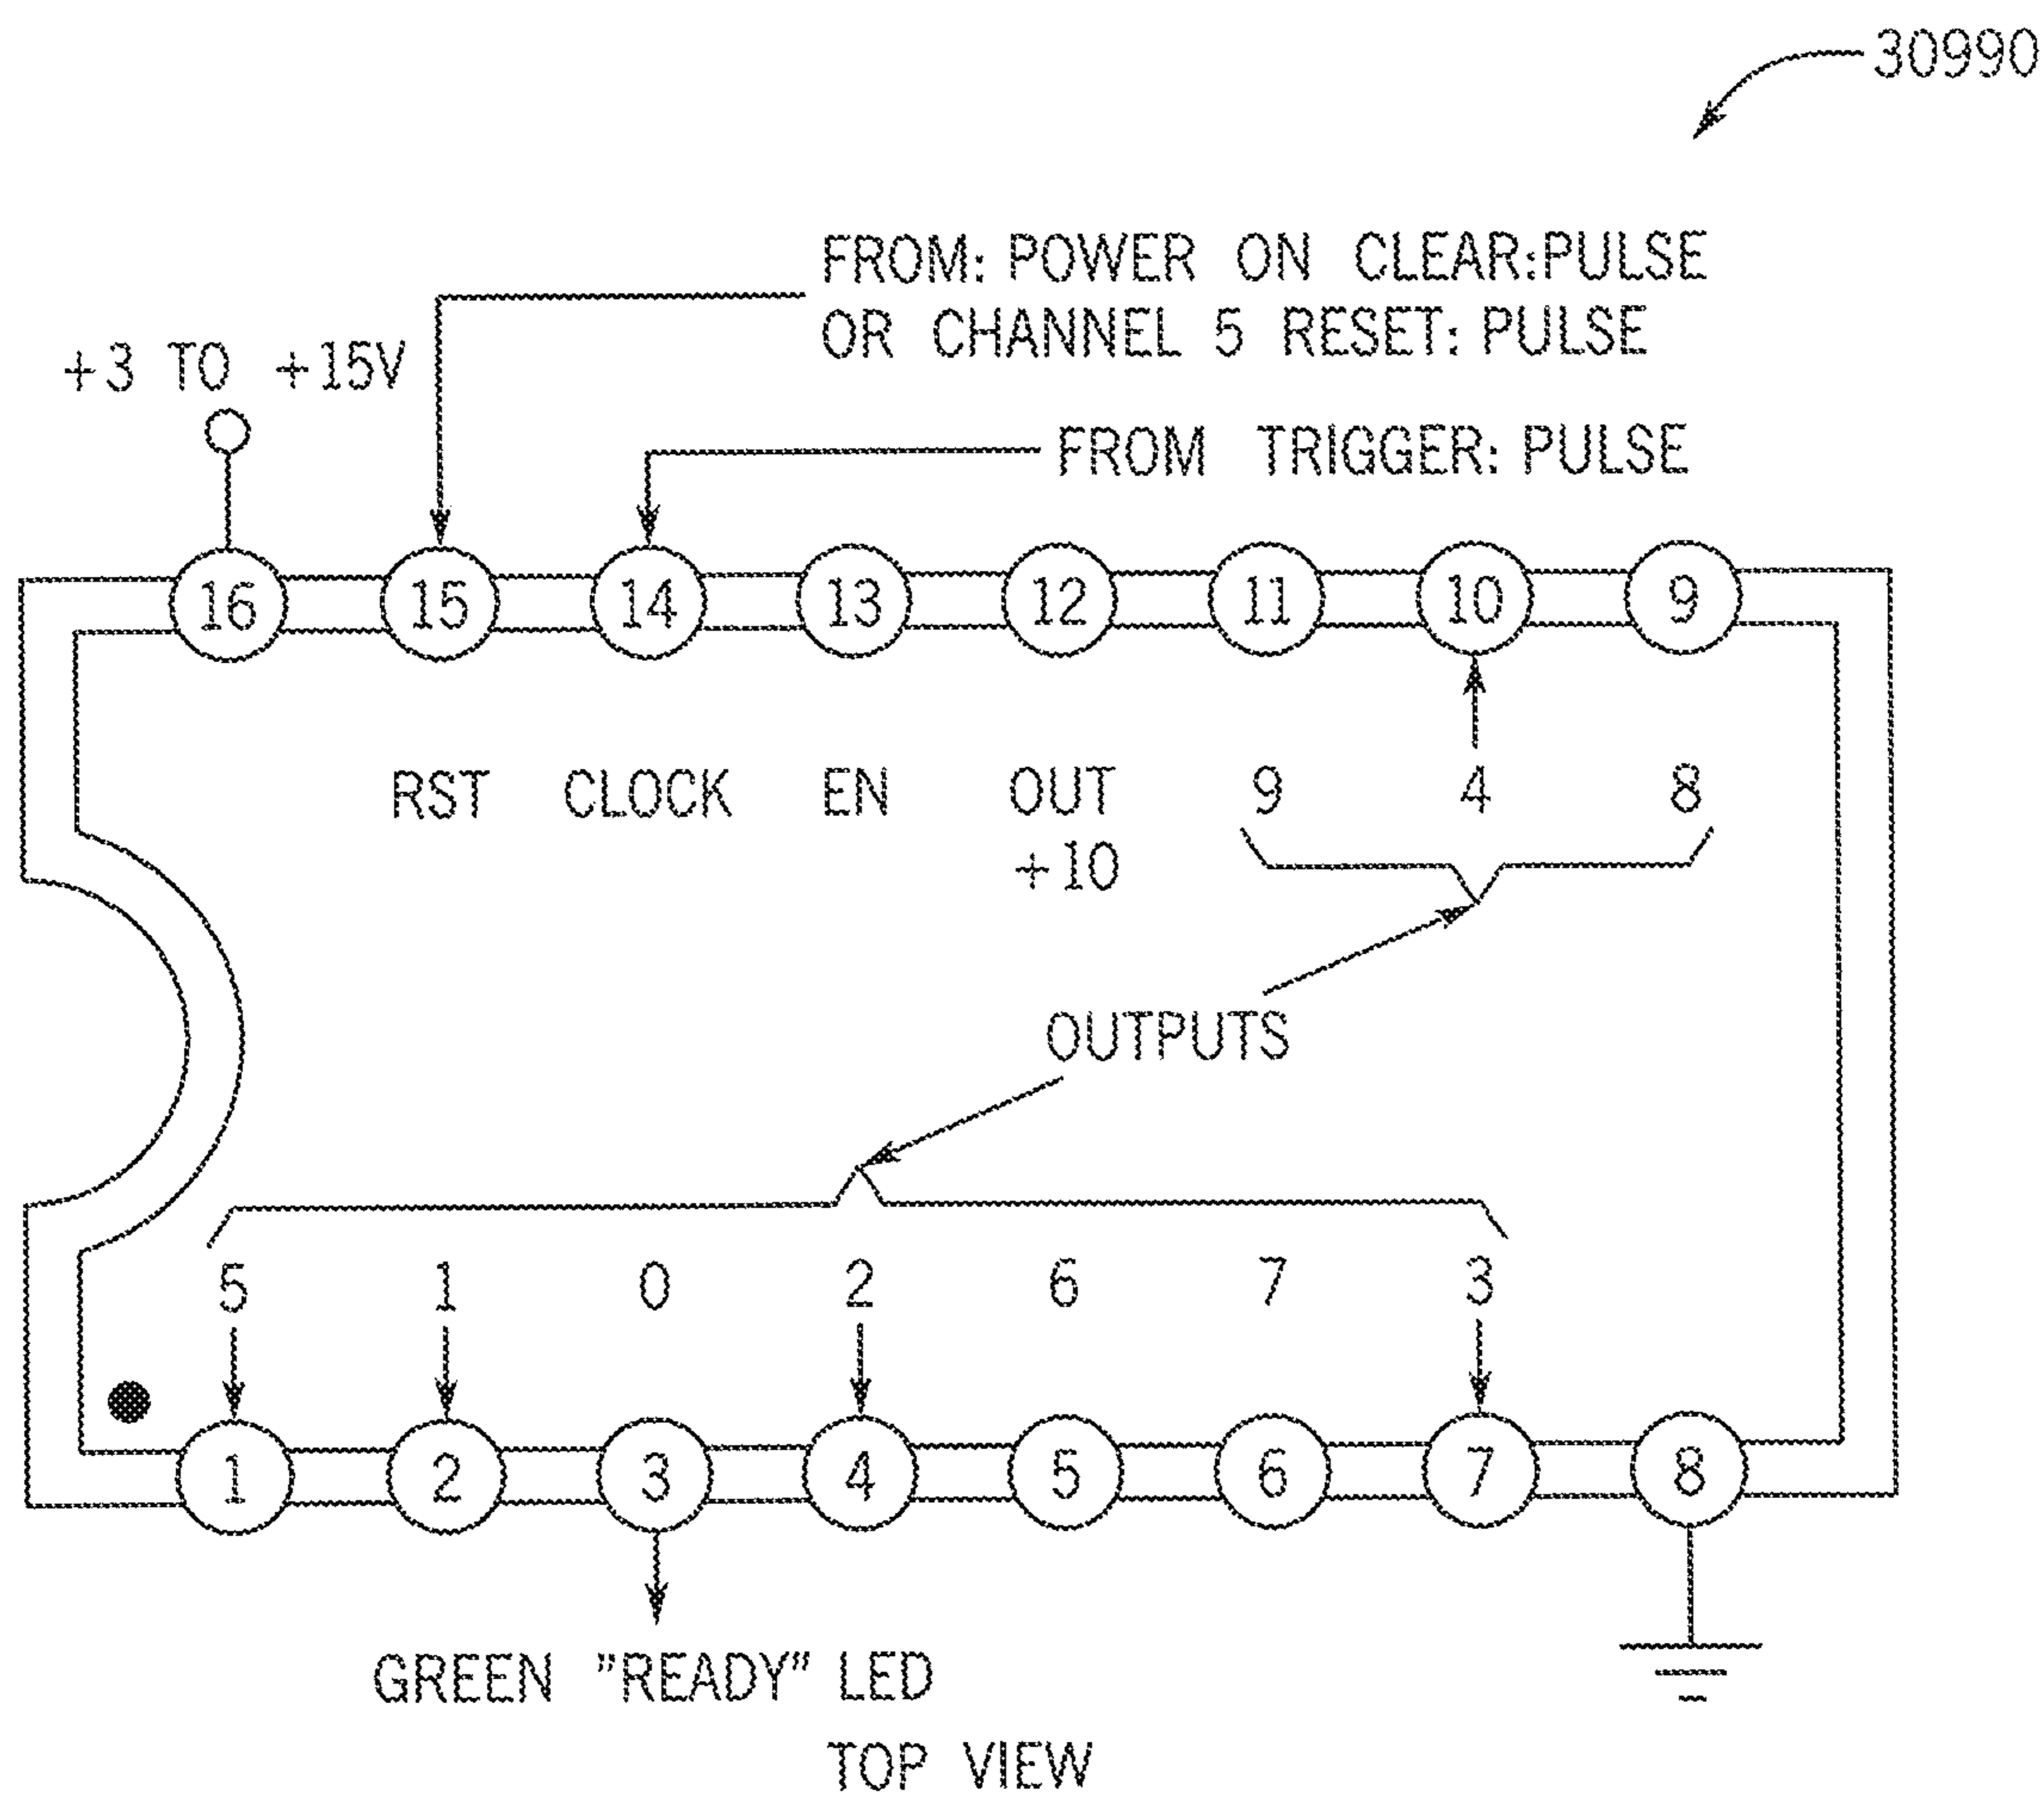 30990
FROM: POWER ON CLEAR:PULSE
OR CHANNEL 5 RESET: PULSE
+3 TO +15V
FROM TRIGGER: PULSE
16 15 14 13 12 11 10 9
RST CLOCK EN OUT 9 4 8
+10
OUTPUTS
5 1 0 2 6 7 3
1 2 3 4 5 6 7 8
GREEN "READY" LED
TOP VIEW